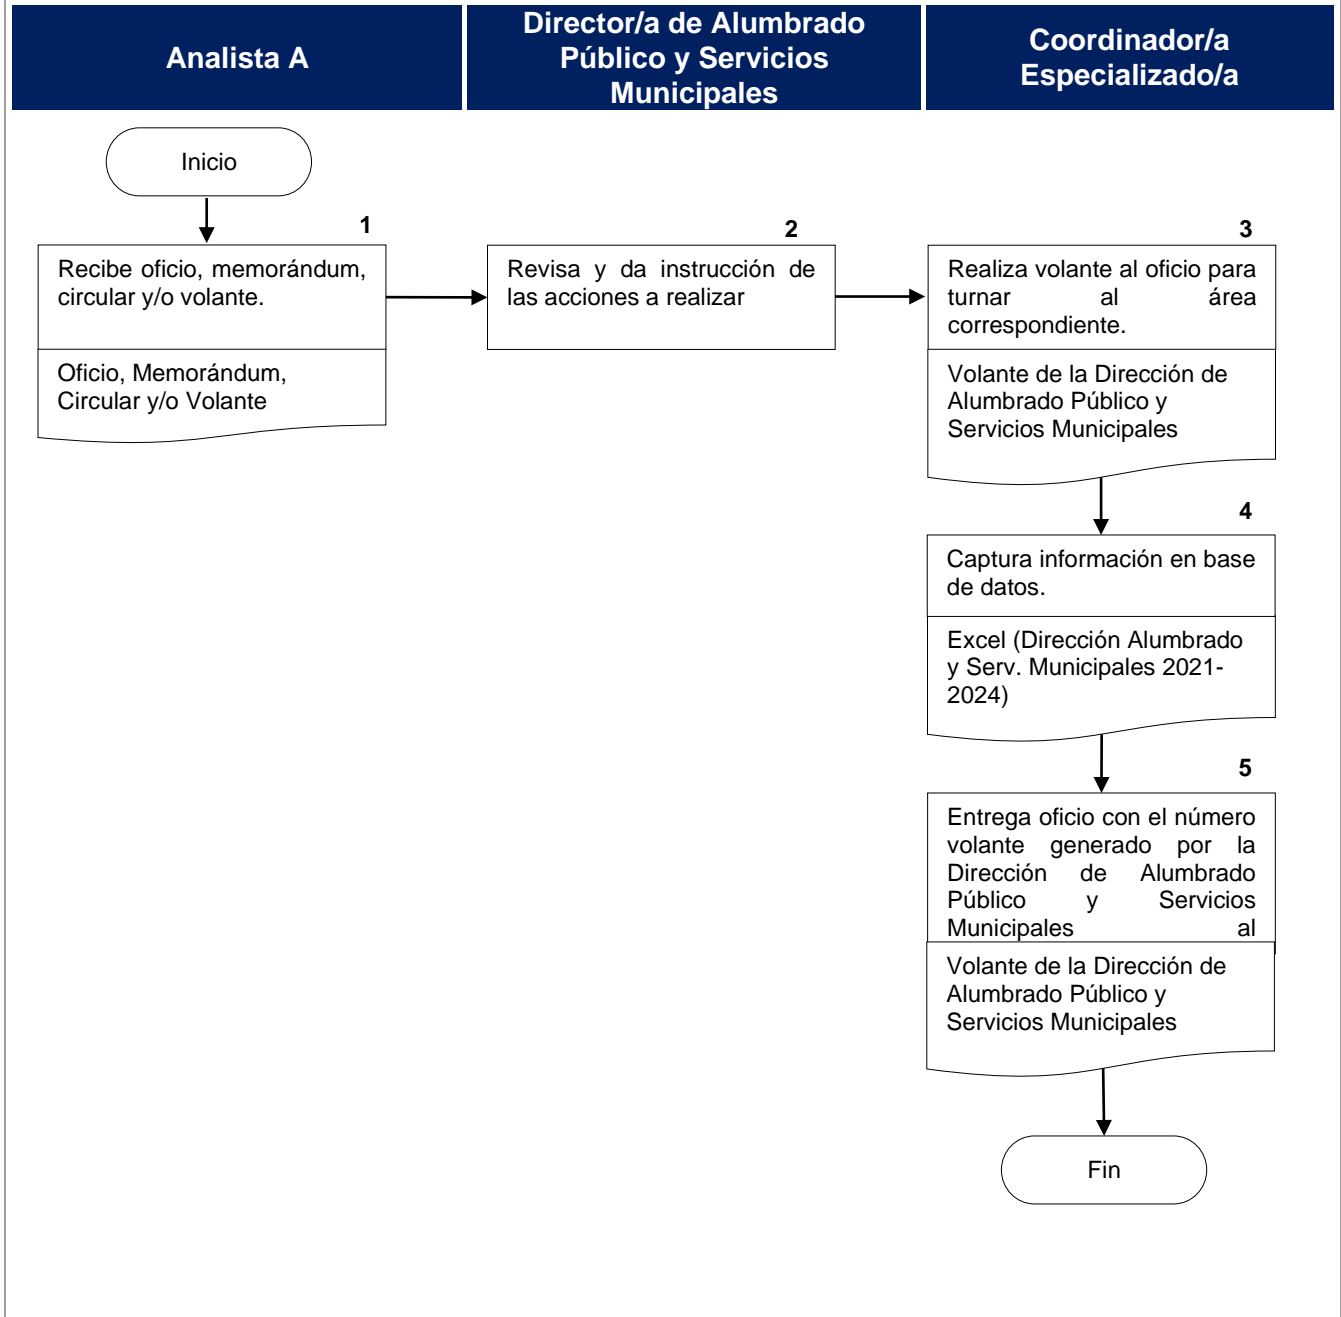 Analista A
Director/a de Alumbrado
Público y Servicios
Municipales
Coordinador/a
Especializado/a
Inicio
1
Recibe oficio, memorándum,
circular y/o volante.
Oficio, Memorándum,
Circular y/o Volante
2
Revisa y da instrucción de
las acciones a realizar
3
Realiza volante al oficio para
turnar al área
correspondiente.
Volante de la Dirección de
Alumbrado Público y
Servicios Municipales
4
Captura información en base
de datos.
Excel (Dirección Alumbrado
y Serv. Municipales 2021-
2024)
5
Entrega oficio con el número
volante generado por la
Dirección de Alumbrado
Público y Servicios
Municipales al
Volante de la Dirección de
Alumbrado Público y
Servicios Municipales
Fin